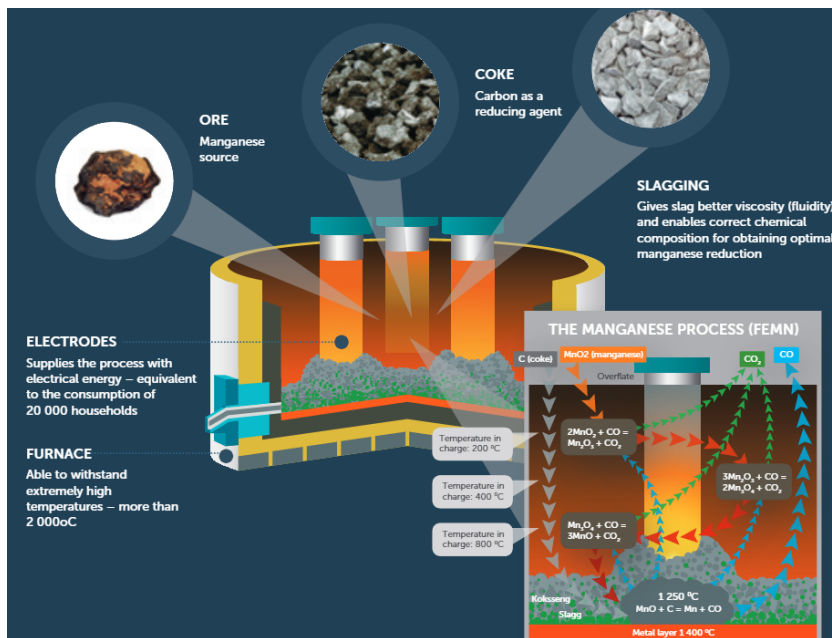 ORE
Manganese
source
COKE
Carbon as a
reducing agent
SLAGGING
Gives slag better viscosity (fluidity)
and enables correct chemical
composition for obtaining optimal
manganese reduction
ELECTRODES
Supplies the process with
electrical energy – equivalent
to the consumption of
20 000 households
FURNACE
Able to withstand
extremely high
temperatures – more than
2 000oC
THE MANGANESE PROCESS (FEMN)
C (coke)
MnO2 (manganese)
CO₂
CO
Overflate
Temperature in
charge: 200 ºC
2MnO₂ + CO =
Mn₂O₃ + CO₂
3Mn₂O₃ + CO =
2Mn₃O₄ + CO₂
Temperature in
charge: 400 ºC
Temperature in
charge: 800 ºC
Mn₃O₄ + CO =
3MnO + CO₂
1 250 ºC
MnO + C = Mn + CO
Koksseng
Slagg
Metal layer 1 400 ºC